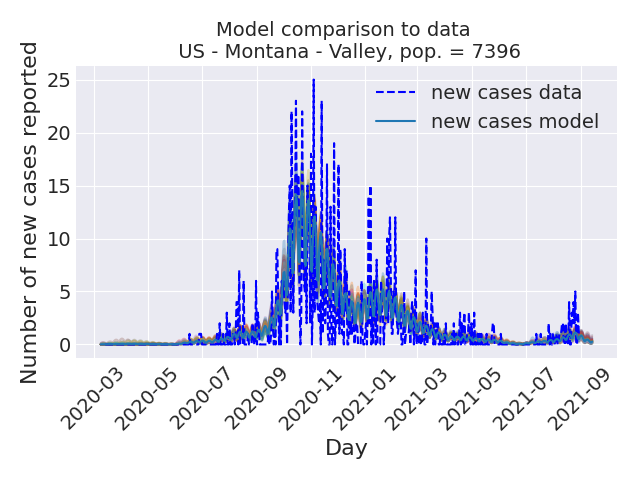 Model comparison to data
US - Montana - Valley, pop. = 7396
Number of new cases reported
25
20
15
10
5
0
new cases data
new cases model
2020-03
2020-05
2020-07
2020-09
2020-11
2021-01
2021-03
2021-05
2021-07
2021-09
Day